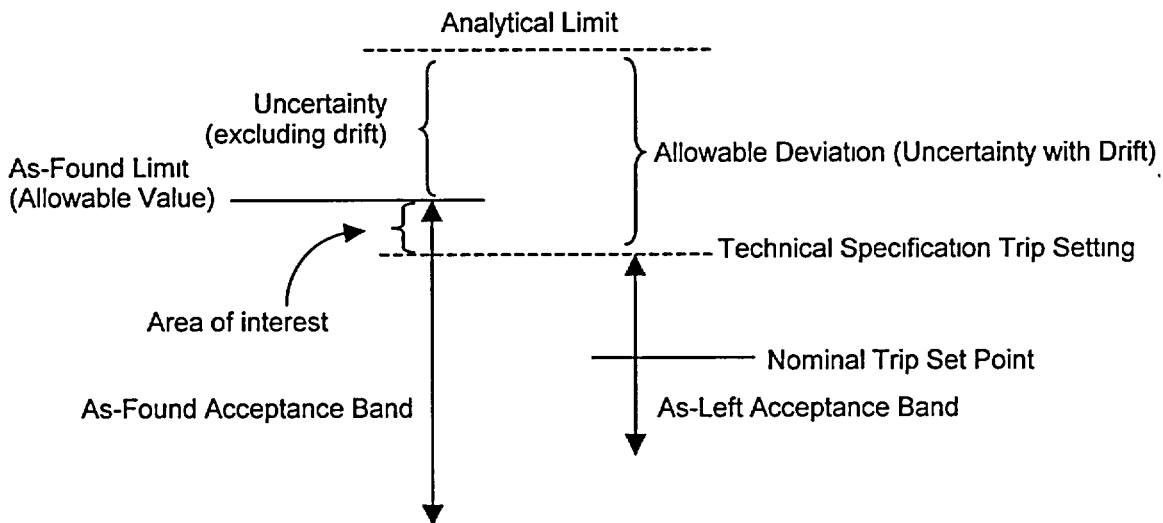 Analytical Limit
Uncertainty
(excluding drift)
Allowable Deviation (Uncertainty with Drift)
As-Found Limit
(Allowable Value)
Technical Specification Trip Setting
Area of interest
Nominal Trip Set Point
As-Found Acceptance Band
As-Left Acceptance Band